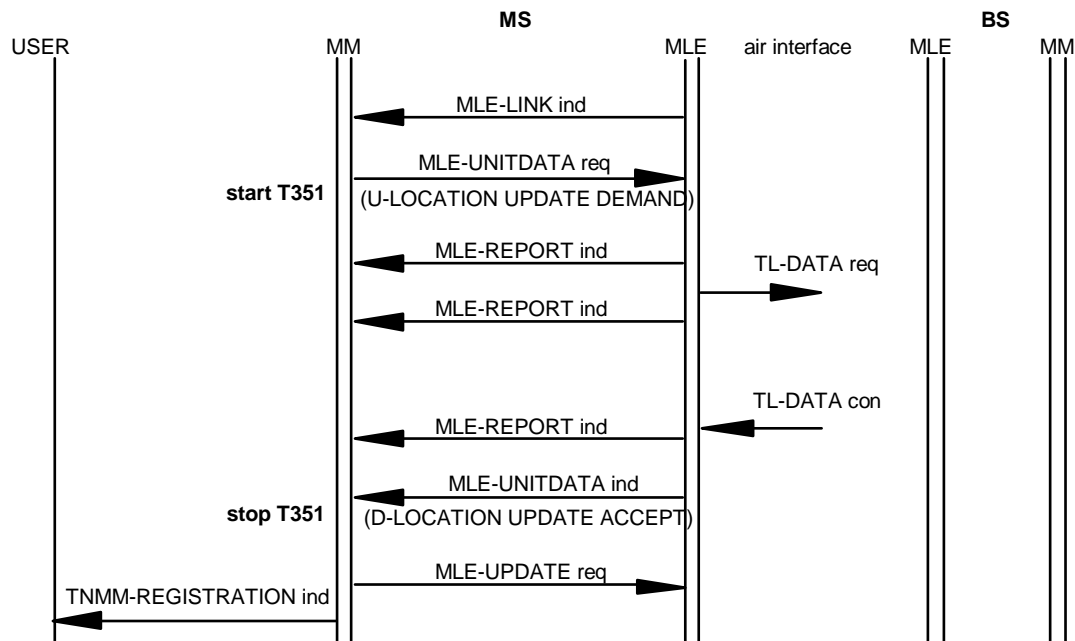 MS
BS
USER
MM
MLE
air interface
MLE
MM
MLE-LINK ind
MLE-UNITDATA req
start T351
(U-LOCATION UPDATE DEMAND)
MLE-REPORT ind
TL-DATA req
MLE-REPORT ind
TL-DATA con
MLE-REPORT ind
MLE-UNITDATA ind
stop T351
(D-LOCATION UPDATE ACCEPT)
MLE-UPDATE req
TNMM-REGISTRATION ind